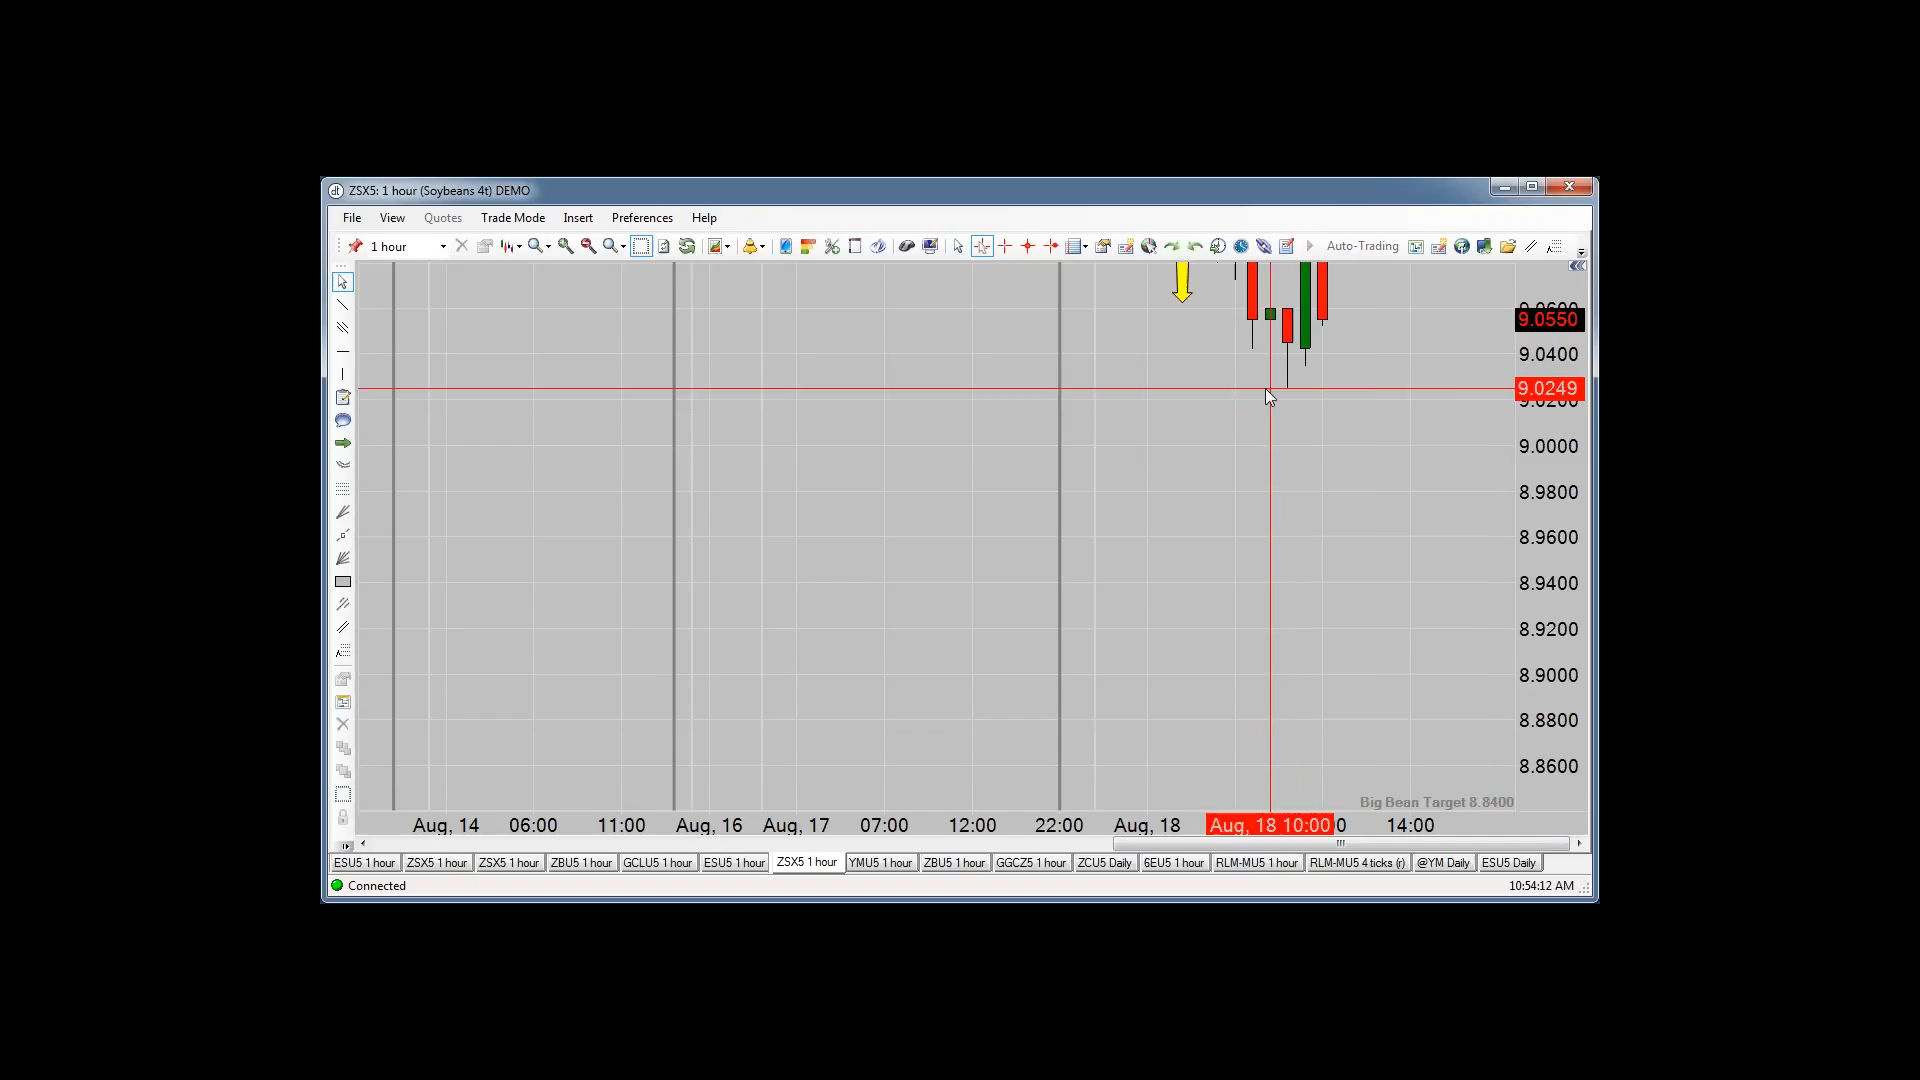 ZSX5: 1 hour (Soybeans 4t) DEMO
File View Quotes Trade Mode Insert Preferences Help
1 hour Auto-Trading
9.0600
9.0550
9.0400
9.0249
9.0200
9.0000
8.9800
8.9600
8.9400
8.9200
8.9000
8.8800
8.8600
Big Bean Target 8.8400
Aug, 14 06:00 11:00 Aug, 16 Aug, 17 07:00 12:00 22:00 Aug, 18 Aug, 18 10:00 0 14:00
ESU5 1 hour ZSX5 1 hour ZSX5 1 hour ZBU5 1 hour GCLU5 1 hour ESU5 1 hour ZSX5 1 hour YMU5 1 hour ZBU5 1 hour GGCZ5 1 hour ZCU5 Daily 6EU5 1 hour RLM-MU5 1 hour RLM-MU5 4 ticks (r) @YM Daily ESU5 Daily
Connected 10:54:12 AM